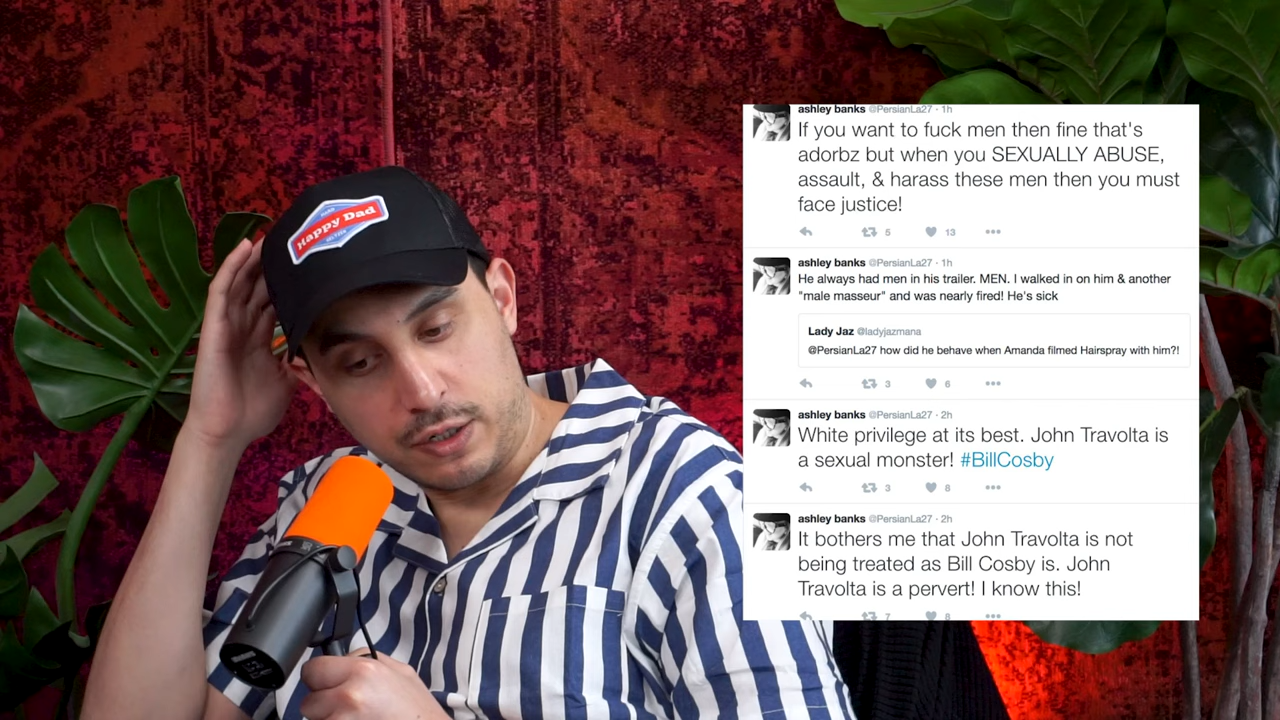 Happy Dad
ashley banks @PersianLa27 · 1h
If you want to fuck men then fine that's
adorbz but when you SEXUALLY ABUSE,
assault, & harass these men then you must
face justice!
5 13
ashley banks @PersianLa27 · 1h
He always had men in his trailer. MEN. I walked in on him & another
"male masseur" and was nearly fired! He's sick
Lady Jaz @ladyjazmana
@PersianLa27 how did he behave when Amanda filmed Hairspray with him?!
3 6
ashley banks @PersianLa27 · 2h
White privilege at its best. John Travolta is
a sexual monster! #BillCosby
3 8
ashley banks @PersianLa27 · 2h
It bothers me that John Travolta is not
being treated as Bill Cosby is. John
Travolta is a pervert! I know this!
7 8